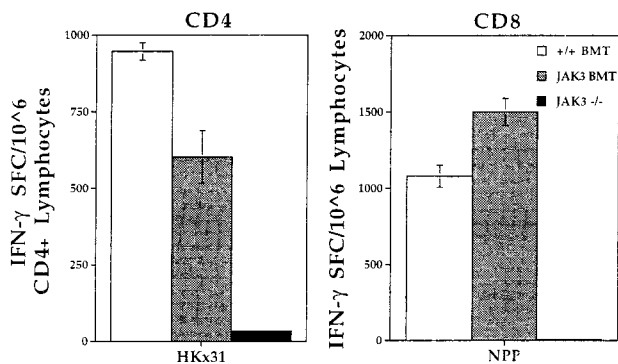 CD4
IFN-γ SFC/10^6
CD4+ Lymphocytes
1000
750
500
250
0
HKx31
CD8
IFN-γ SFC/10^6 Lymphocytes
2000
1500
1000
500
0
NPP
+/+ BMT
JAK3 BMT
JAK3 -/-